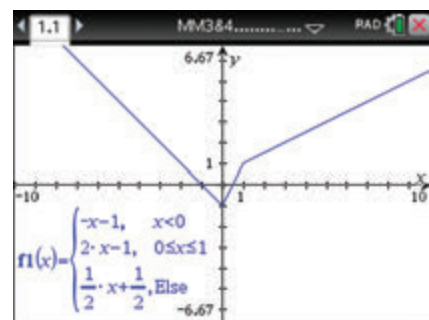 1.1 MM3&4............ RAD
6.67 y
1
x
-10 1 10
f1(x)={-x-1, x<0
2·x-1, 0≤x≤1
1/2·x+1/2, Else
-6.67